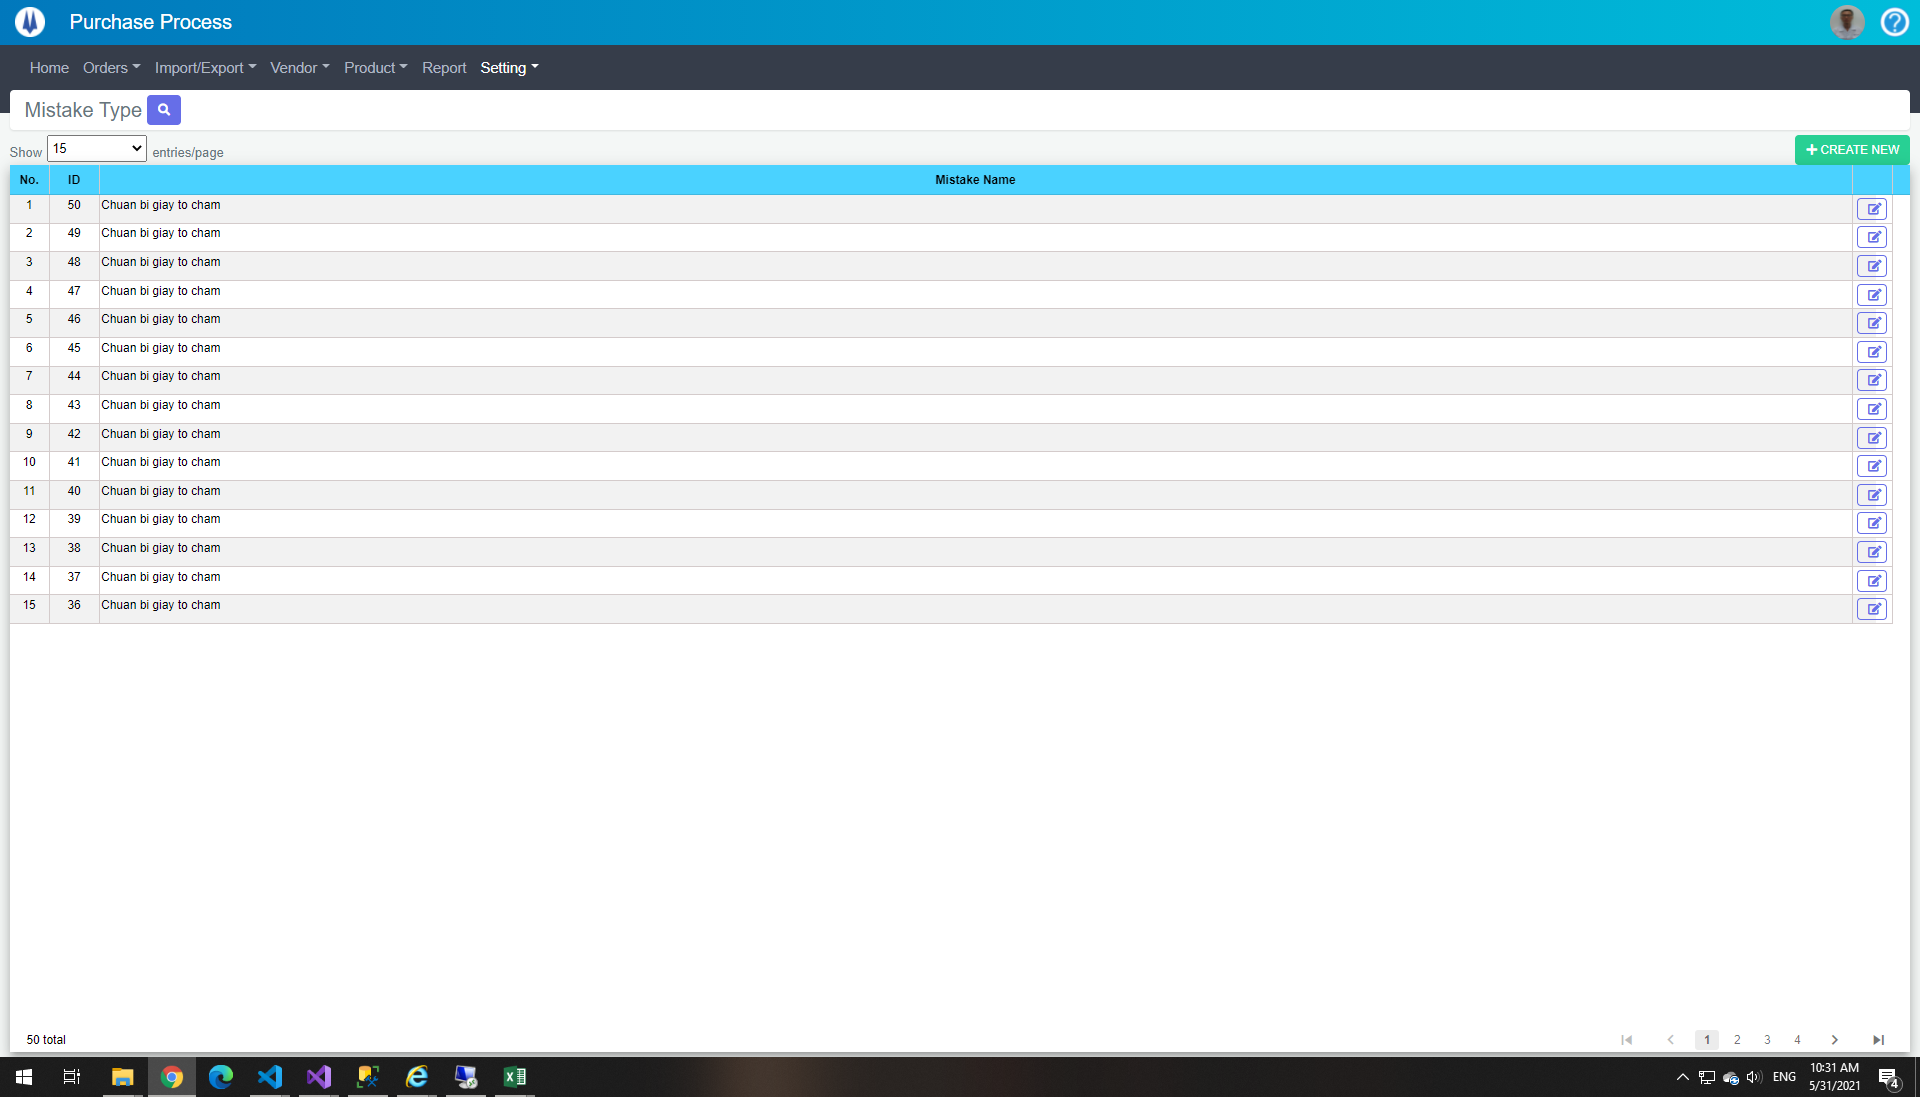 Purchase Process
Home Orders Import/Export Vendor Product Report Setting
Mistake Type
Show 15 entries/page
CREATE NEW
No. ID Mistake Name
1 50 Chuan bi giay to cham
2 49 Chuan bi giay to cham
3 48 Chuan bi giay to cham
4 47 Chuan bi giay to cham
5 46 Chuan bi giay to cham
6 45 Chuan bi giay to cham
7 44 Chuan bi giay to cham
8 43 Chuan bi giay to cham
9 42 Chuan bi giay to cham
10 41 Chuan bi giay to cham
11 40 Chuan bi giay to cham
12 39 Chuan bi giay to cham
13 38 Chuan bi giay to cham
14 37 Chuan bi giay to cham
15 36 Chuan bi giay to cham
50 total 1 2 3 4
ENG
10:31 AM
5/31/2021
4